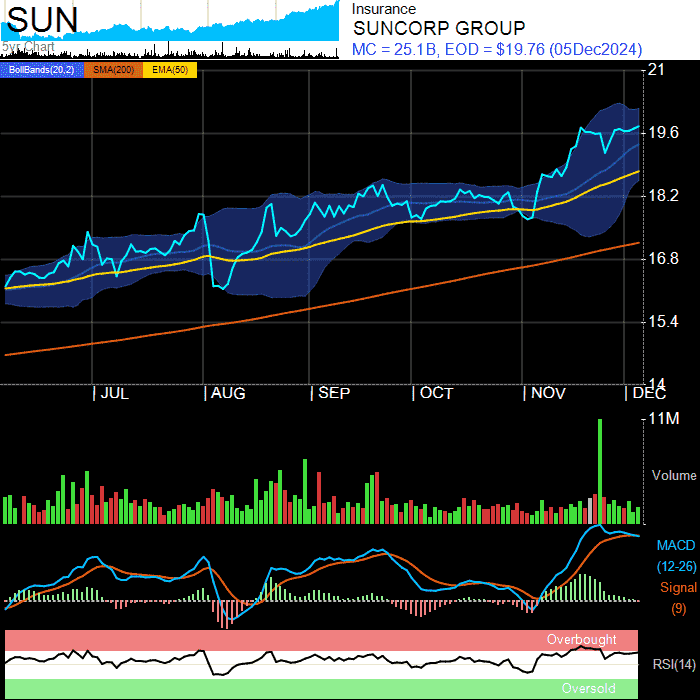 SUN
5yr Chart
Insurance
SUNCORP GROUP
MC = 25.1B, EOD = $19.76 (05Dec2024)
BollBands(20,2) SMA(200) EMA(50)
21
19.6
18.2
16.8
15.4
14
JUL AUG SEP OCT NOV DEC
11M
Volume
MACD
(12-26)
Signal
(9)
Overbought
RSI(14)
Oversold